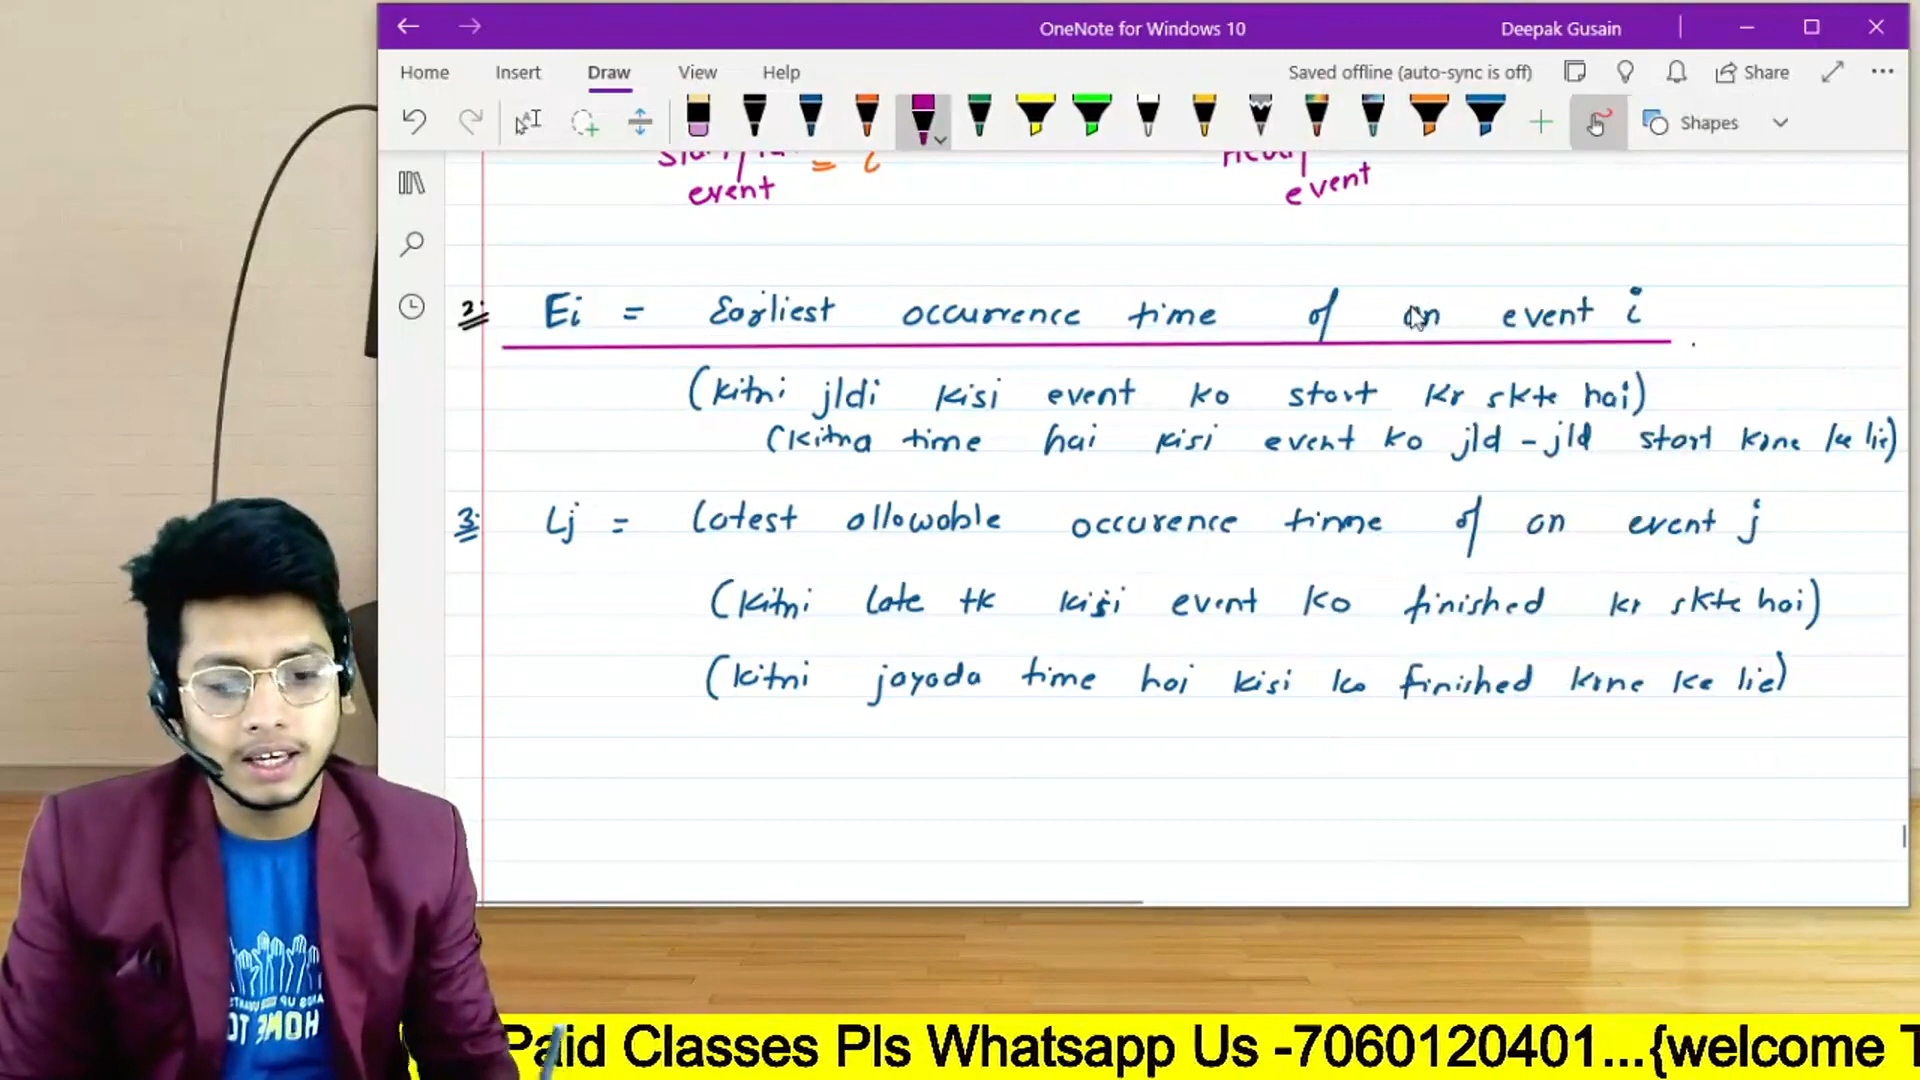 OneNote for Windows 10
Deepak Gusain
Home Insert Draw View Help
Saved offline (auto-sync is off)
Share
Shapes
= i
event
event
2: Ei = Earliest occurrence time of an event i
(kitni jldi kisi event ko start kr skte hai)
(kitna time hai kisi event ko jld - jld start krne ke lie)
3: Lj = Latest allowable occurence time of an event j
(kitni late tk kisi event ko finished kr skte hai)
(kitni jayada time hai kisi ko finished krne ke lie)
HOME TO
Paid Classes Pls Whatsapp Us -7060120401...{welcome T